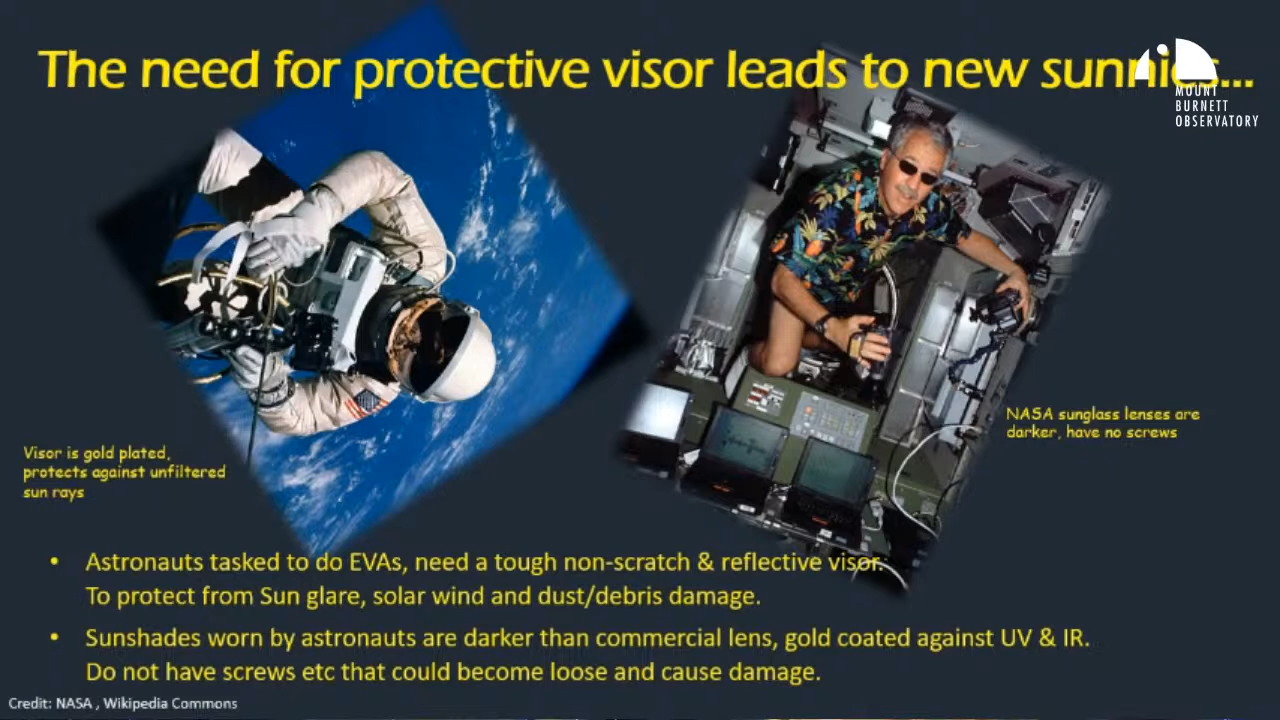 The need for protective visor leads to new sunnies...
MOUNT
BURNETT
OBSERVATORY
NASA sunglass lenses are
darker, have no screws
Visor is gold plated,
protects against unfiltered
sun rays
• Astronauts tasked to do EVAs, need a tough non-scratch & reflective visor.
To protect from Sun glare, solar wind and dust/debris damage.
• Sunshades worn by astronauts are darker than commercial lens, gold coated against UV & IR.
Do not have screws etc that could become loose and cause damage.
Credit: NASA , Wikipedia Commons